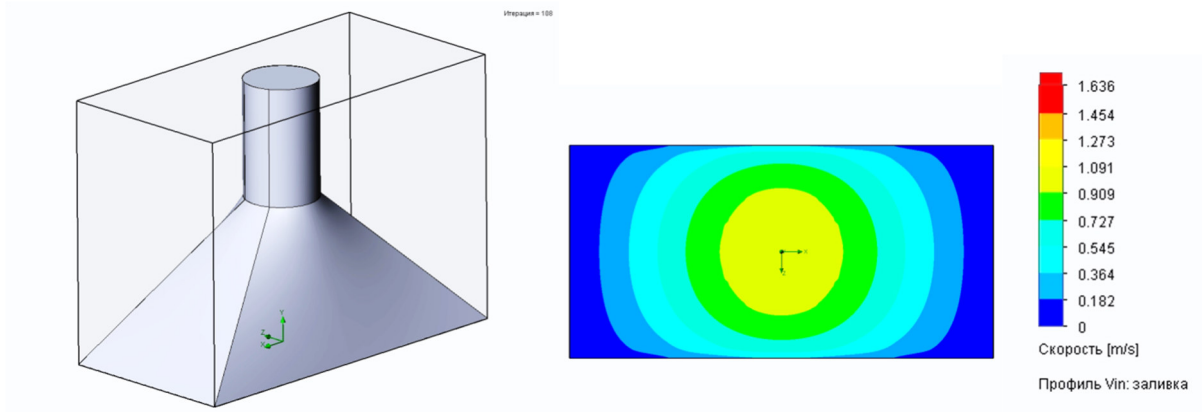 Итерация = 189
Y
Z
X
X
Z
1.636
1.454
1.273
1.091
0.909
0.727
0.545
0.364
0.182
0
Скорость [m/s]
Профиль Vin: заливка